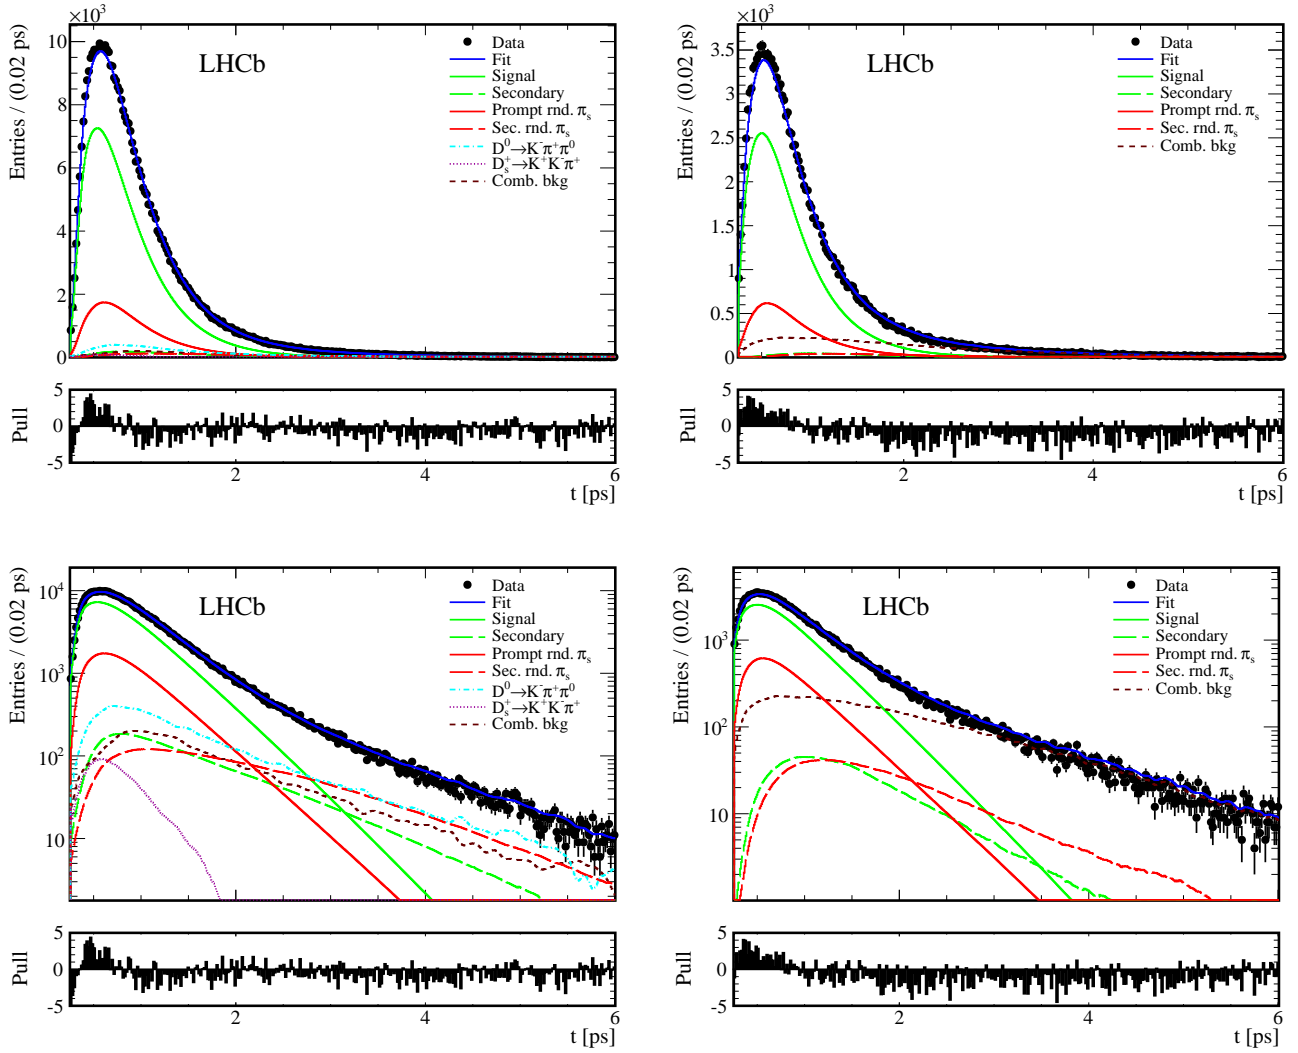 ×10³
Entries / (0.02 ps)
10
8
6
4
2
0
LHCb
Data
Fit
Signal
Secondary
Prompt rnd. πₛ
Sec. rnd. πₛ
D⁰→K⁻π⁺π⁰
Dₛ⁺→K⁺K⁻π⁺
Comb. bkg
Pull
5
0
-5
2
4
6
t [ps]
×10³
Entries / (0.02 ps)
3.5
3
2.5
2
1.5
1
0.5
0
LHCb
Data
Fit
Signal
Secondary
Prompt rnd. πₛ
Sec. rnd. πₛ
Comb. bkg
Pull
5
0
-5
2
4
6
t [ps]
Entries / (0.02 ps)
10⁴
10³
10²
10
LHCb
Data
Fit
Signal
Secondary
Prompt rnd. πₛ
Sec. rnd. πₛ
D⁰→K⁻π⁺π⁰
Dₛ⁺→K⁺K⁻π⁺
Comb. bkg
Pull
5
0
-5
2
4
6
t [ps]
Entries / (0.02 ps)
10³
10²
10
LHCb
Data
Fit
Signal
Secondary
Prompt rnd. πₛ
Sec. rnd. πₛ
Comb. bkg
Pull
5
0
-5
2
4
6
t [ps]